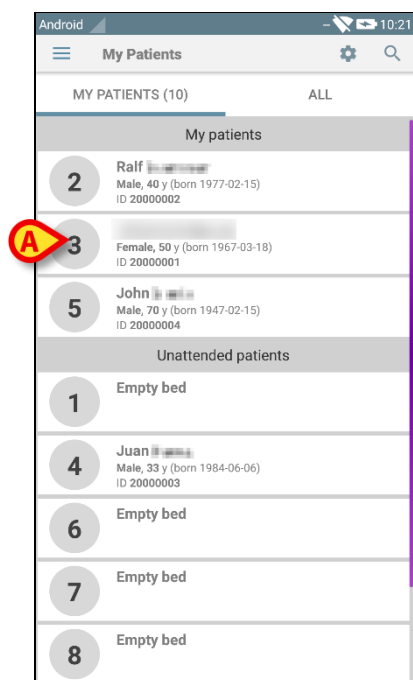 Android 10:21
My Patients
MY PATIENTS (10) ALL
My patients
2
Ralf
Male, 40 y (born 1977-02-15)
ID 20000002
A
3
Female, 50 y (born 1967-03-18)
ID 20000001
5
John
Male, 70 y (born 1947-02-15)
ID 20000004
Unattended patients
1
Empty bed
4
Juan
Male, 33 y (born 1984-06-06)
ID 20000003
6
Empty bed
7
Empty bed
8
Empty bed